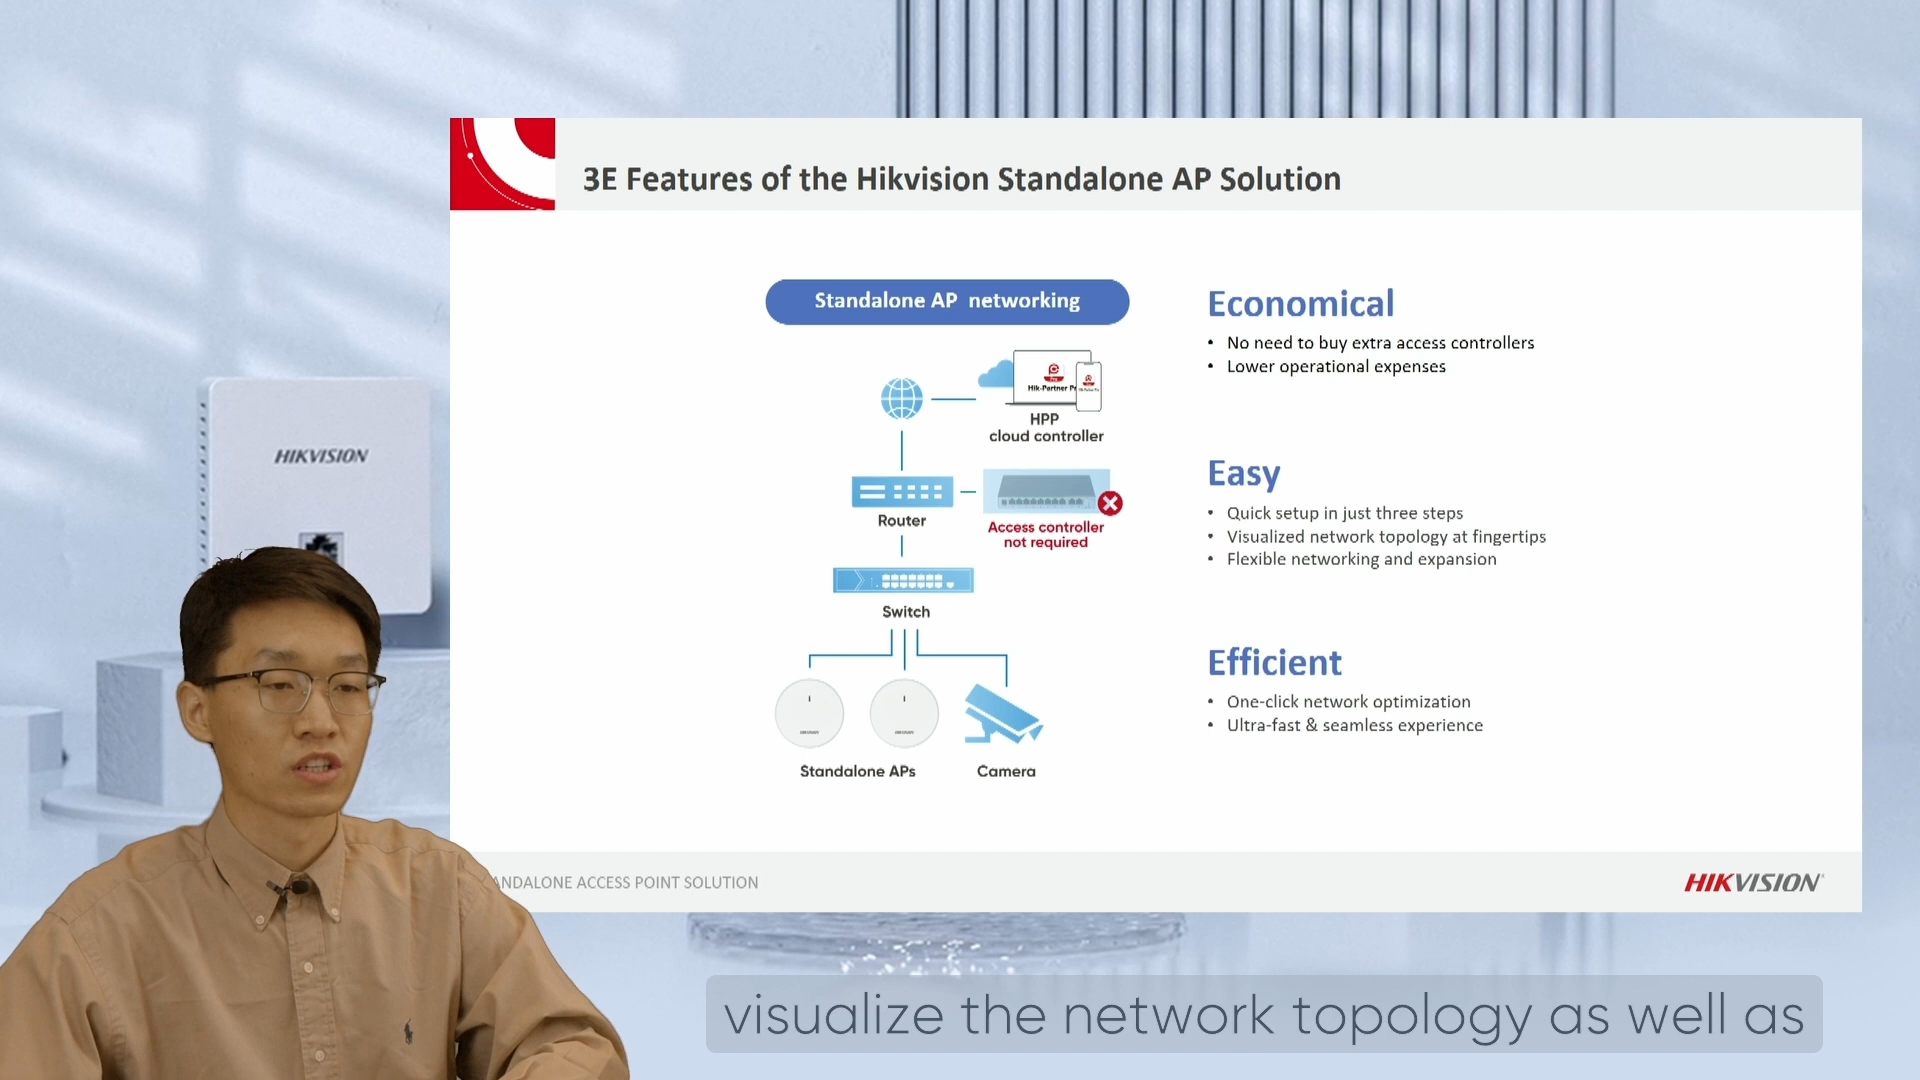 3E Features of the Hikvision Standalone AP Solution
Standalone AP networking
Hik-Partner
HPP
cloud controller
Router
Access controller
not required
Switch
Standalone APs
Camera
Economical
• No need to buy extra access controllers
• Lower operational expenses
Easy
• Quick setup in just three steps
• Visualized network topology at fingertips
• Flexible networking and expansion
Efficient
• One-click network optimization
• Ultra-fast & seamless experience
HIKVISION
ACCESS POINT SOLUTION
HIKVISION
visualize the network topology as well as